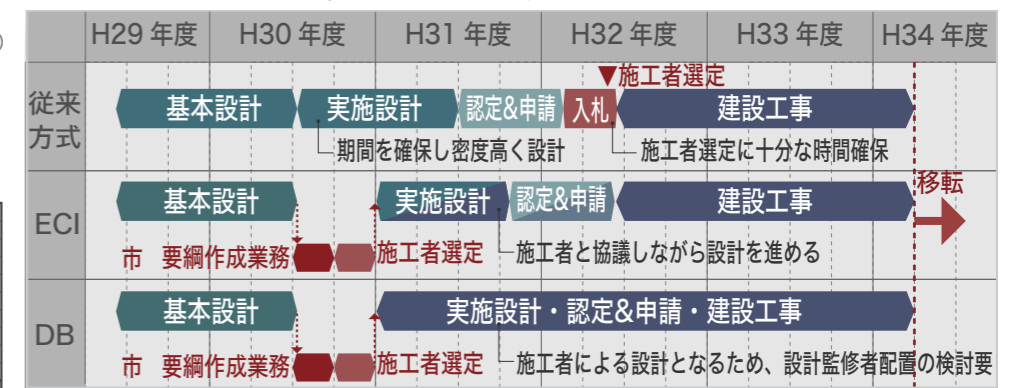 H29 年度 H30 年度 H31 年度 H32 年度 H33 年度 H34 年度
▼施工者選定
従来方式
基本設計 実施設計 認定&申請 入札 建設工事
期間を確保し密度高く設計 施工者選定に十分な時間確保
移転
ECI
基本設計 実施設計 認定&申請 建設工事
市 要綱作成業務 施工者選定 施工者と協議しながら設計を進める
DB
基本設計 実施設計・認定&申請・建設工事
市 要綱作成業務 施工者選定 施工者による設計となるため、設計監修者配置の検討要